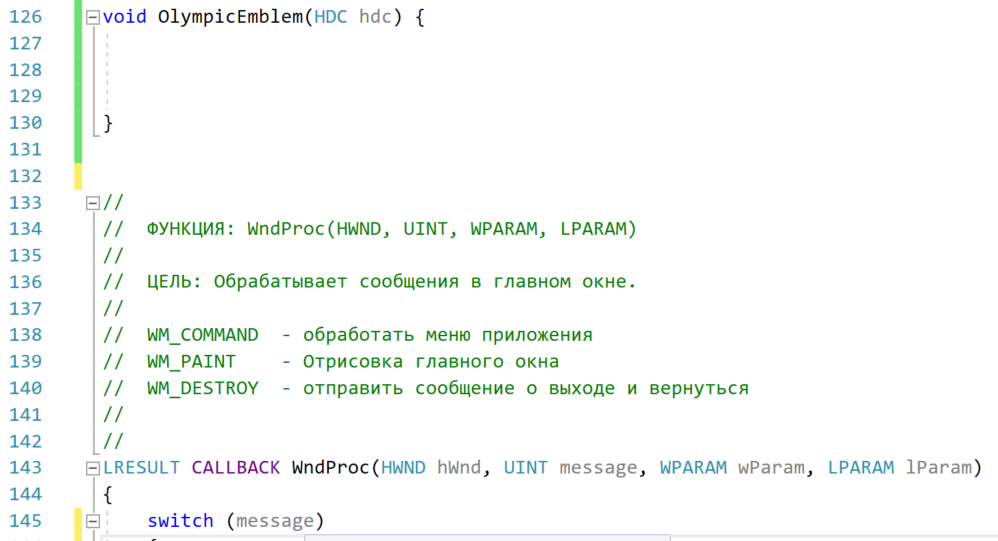 126 void OlympicEmblem(HDC hdc) {
127
128
129
130 }
131
132
133 //
134 //  ФУНКЦИЯ: WndProc(HWND, UINT, WPARAM, LPARAM)
135 //
136 //  ЦЕЛЬ: Обрабатывает сообщения в главном окне.
137 //
138 //  WM_COMMAND  - обработать меню приложения
139 //  WM_PAINT    - Отрисовка главного окна
140 //  WM_DESTROY  - отправить сообщение о выходе и вернуться
141 //
142 //
143 LRESULT CALLBACK WndProc(HWND hWnd, UINT message, WPARAM wParam, LPARAM lParam)
144 {
145     switch (message)